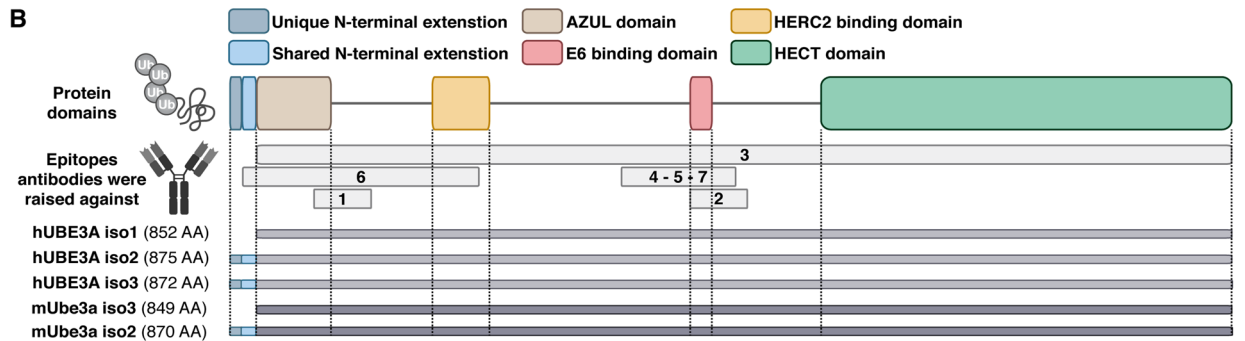 B
Unique N-terminal extenstion
AZUL domain
HERC2 binding domain
Shared N-terminal extenstion
E6 binding domain
HECT domain
Protein
domains
Ub
Ub
Ub
Ub
Epitopes
antibodies were
raised against
3
6
4 - 5 - 7
1
2
hUBE3A iso1 (852 AA)
hUBE3A iso2 (875 AA)
hUBE3A iso3 (872 AA)
mUbe3a iso3 (849 AA)
mUbe3a iso2 (870 AA)